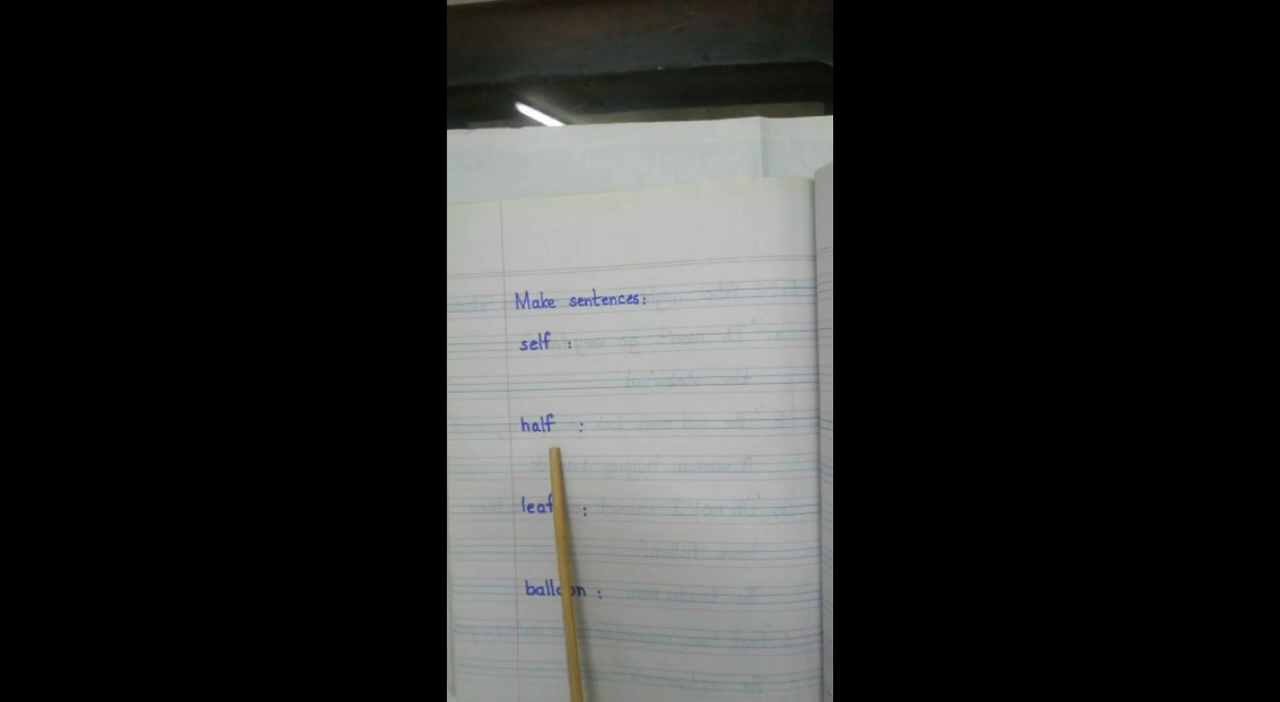 Make sentences:
self :
half :
leaf :
balloon :